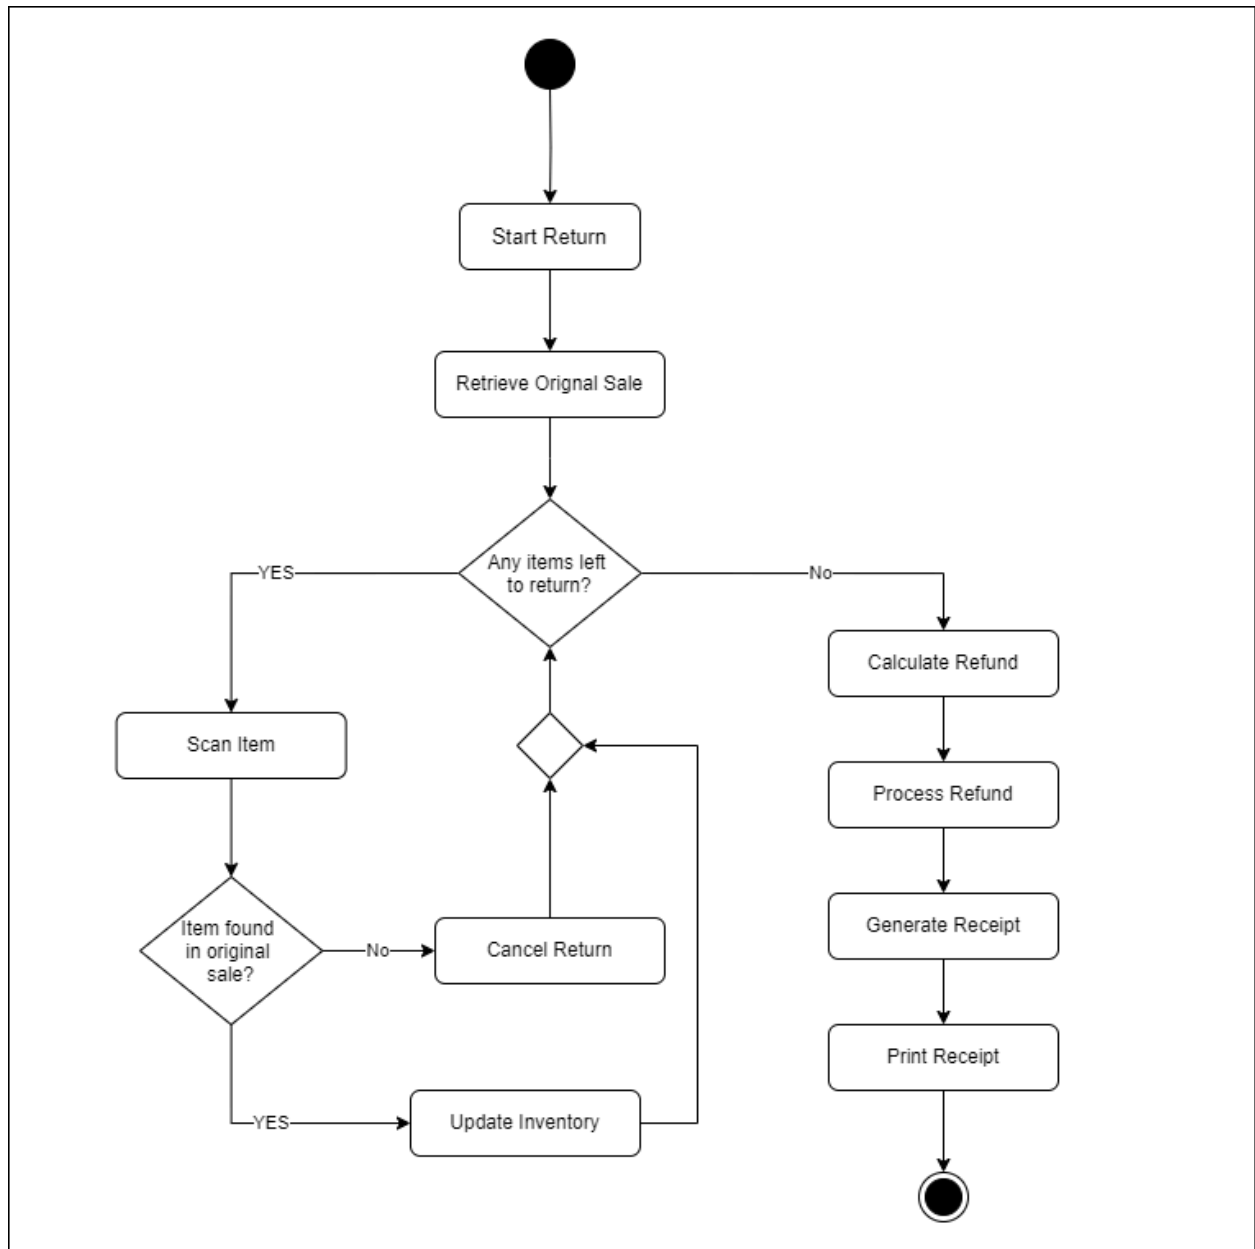 Start Return
Retrieve Orignal Sale
Any items left
to return?
YES
No
Calculate Refund
Scan Item
Process Refund
Item found
in original
sale?
No
Cancel Return
Generate Receipt
Print Receipt
YES
Update Inventory